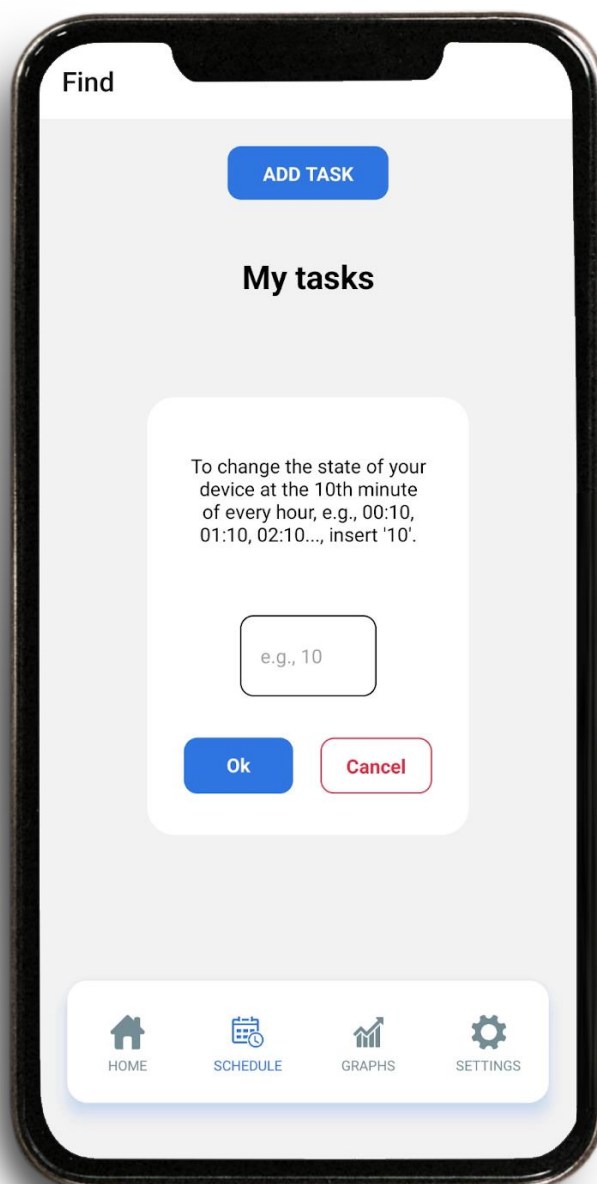 Find
ADD TASK
My tasks
To change the state of your
device at the 10th minute
of every hour, e.g., 00:10,
01:10, 02:10..., insert '10'.
e.g., 10
Ok
Cancel
HOME
SCHEDULE
GRAPHS
SETTINGS